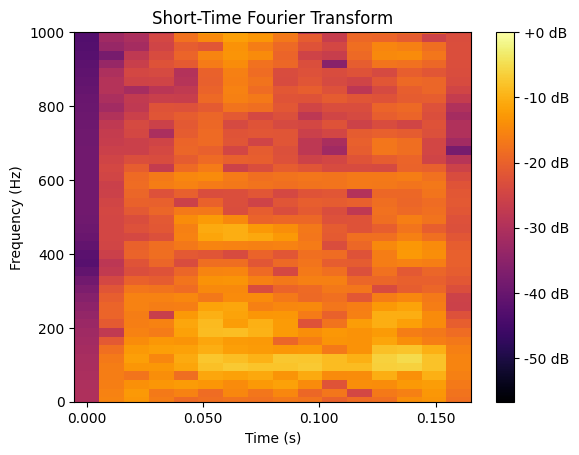 Short-Time Fourier Transform
1000
800
600
400
200
0
Frequency (Hz)
0.000
0.050
0.100
0.150
Time (s)
+0 dB
-10 dB
-20 dB
-30 dB
-40 dB
-50 dB